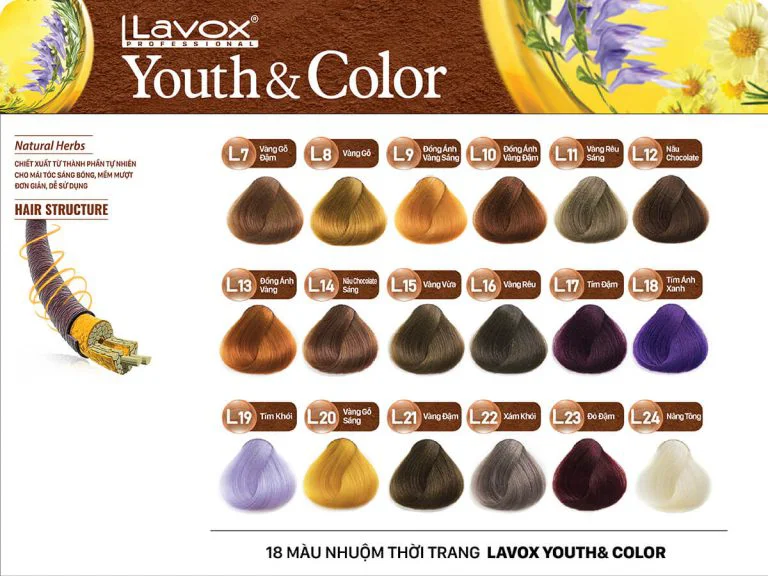 Lavox®
PROFESSIONAL
Youth & Color
Natural Herbs
CHIẾT XUẤT TỪ THÀNH PHẦN TỰ NHIÊN
CHO MÁI TÓC SÁNG BÓNG, MỀM MƯỢT
ĐƠN GIẢN, DỄ SỬ DỤNG
HAIR STRUCTURE
L7 Vàng Gỗ Đậm
L8 Vàng Gỗ
L9 Đồng Ánh Vàng Sáng
L10 Đồng Ánh Vàng Đậm
L11 Vàng Rêu Sáng
L12 Nâu Chocolate
L13 Đồng Ánh Vàng
L14 Nâu Chocolate Sáng
L15 Vàng Vừa
L16 Vàng Rêu
L17 Tím Đậm
L18 Tím Ánh Xanh
L19 Tím Khói
L20 Vàng Gỗ Sáng
L21 Vàng Đậm
L22 Xám Khói
L23 Đỏ Đậm
L24 Nâng Tông
18 MÀU NHUỘM THỜI TRANG LAVOX YOUTH& COLOR